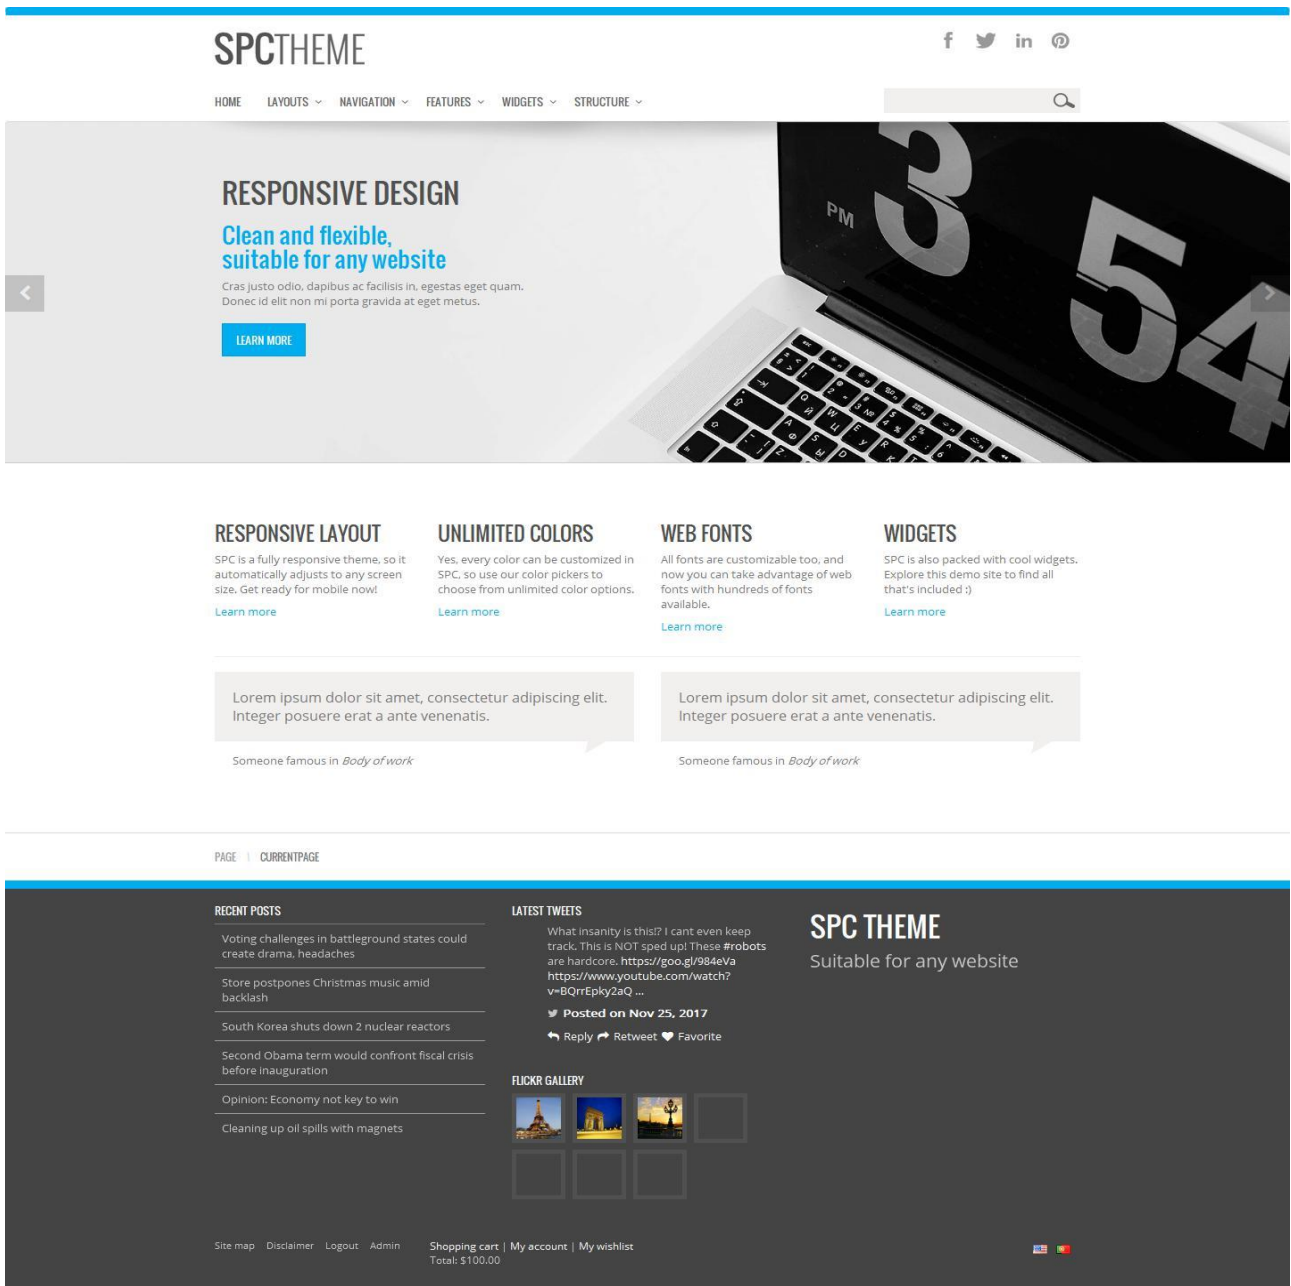 SPCTHEME
HOME LAYOUTS NAVIGATION FEATURES WIDGETS STRUCTURE
RESPONSIVE DESIGN
Clean and flexible,
suitable for any website
Cras justo odio, dapibus ac facilisis in, egestas eget quam.
Donec id elit non mi porta gravida at eget metus.
LEARN MORE
PM
3 54
RESPONSIVE LAYOUT
SPC is a fully responsive theme, so it
automatically adjusts to any screen
size. Get ready for mobile now!
Learn more
UNLIMITED COLORS
Yes, every color can be customized in
SPC, so use our color pickers to
choose from unlimited color options.
Learn more
WEB FONTS
All fonts are customizable too, and
now you can take advantage of web
fonts with hundreds of fonts
available.
Learn more
WIDGETS
SPC is also packed with cool widgets.
Explore this demo site to find all
that's included :)
Learn more
Lorem ipsum dolor sit amet, consectetur adipiscing elit.
Integer posuere erat a ante venenatis.
Someone famous in Body of work
Lorem ipsum dolor sit amet, consectetur adipiscing elit.
Integer posuere erat a ante venenatis.
Someone famous in Body of work
PAGE | CURRENTPAGE
RECENT POSTS
Voting challenges in battleground states could
create drama, headaches
Store postpones Christmas music amid
backlash
South Korea shuts down 2 nuclear reactors
Second Obama term would confront fiscal crisis
before inauguration
Opinion: Economy not key to win
Cleaning up oil spills with magnets
LATEST TWEETS
What insanity is this!? I cant even keep
track. This is NOT sped up! These #robots
are hardcore. https://goo.gl/984eVa
https://www.youtube.com/watch?
v=BQrrEpky2aQ ...
Posted on Nov 25, 2017
Reply Retweet Favorite
FLICKR GALLERY
SPC THEME
Suitable for any website
Site map Disclaimer Logout Admin
Shopping cart | My account | My wishlist
Total: $100.00